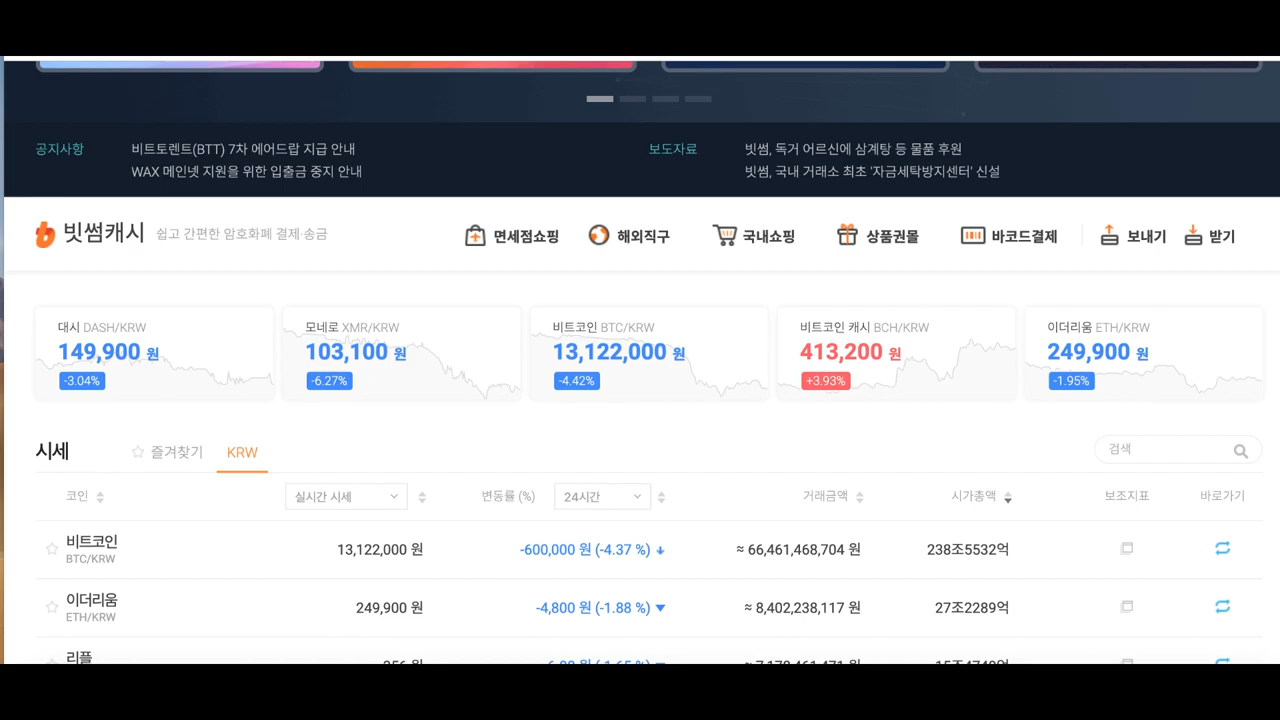 공지사항
비트토렌트(BTT) 7차 에어드랍 지급 안내
WAX 메인넷 지원을 위한 입출금 중지 안내
보도자료
빗썸, 독거 어르신에 삼계탕 등 물품 후원
빗썸, 국내 거래소 최초 '자금세탁방지센터' 신설
빗썸캐시 쉽고 간편한 암호화폐 결제·송금
면세점쇼핑 해외직구 국내쇼핑 상품권몰 바코드결제 보내기 받기
대시 DASH/KRW
149,900 원
-3.04%
모네로 XMR/KRW
103,100 원
-6.27%
비트코인 BTC/KRW
13,122,000 원
-4.42%
비트코인 캐시 BCH/KRW
413,200 원
+3.93%
이더리움 ETH/KRW
249,900 원
-1.95%
시세 즐겨찾기 KRW 검색
코인 실시간 시세 변동률 (%) 24시간 거래금액 시가총액 보조지표 바로가기
비트코인
BTC/KRW
13,122,000 원 -600,000 원 (-4.37 %) ≈ 66,461,468,704 원 238조5532억
이더리움
ETH/KRW
249,900 원 -4,800 원 (-1.88 %) ≈ 8,402,238,117 원 27조2289억
리플